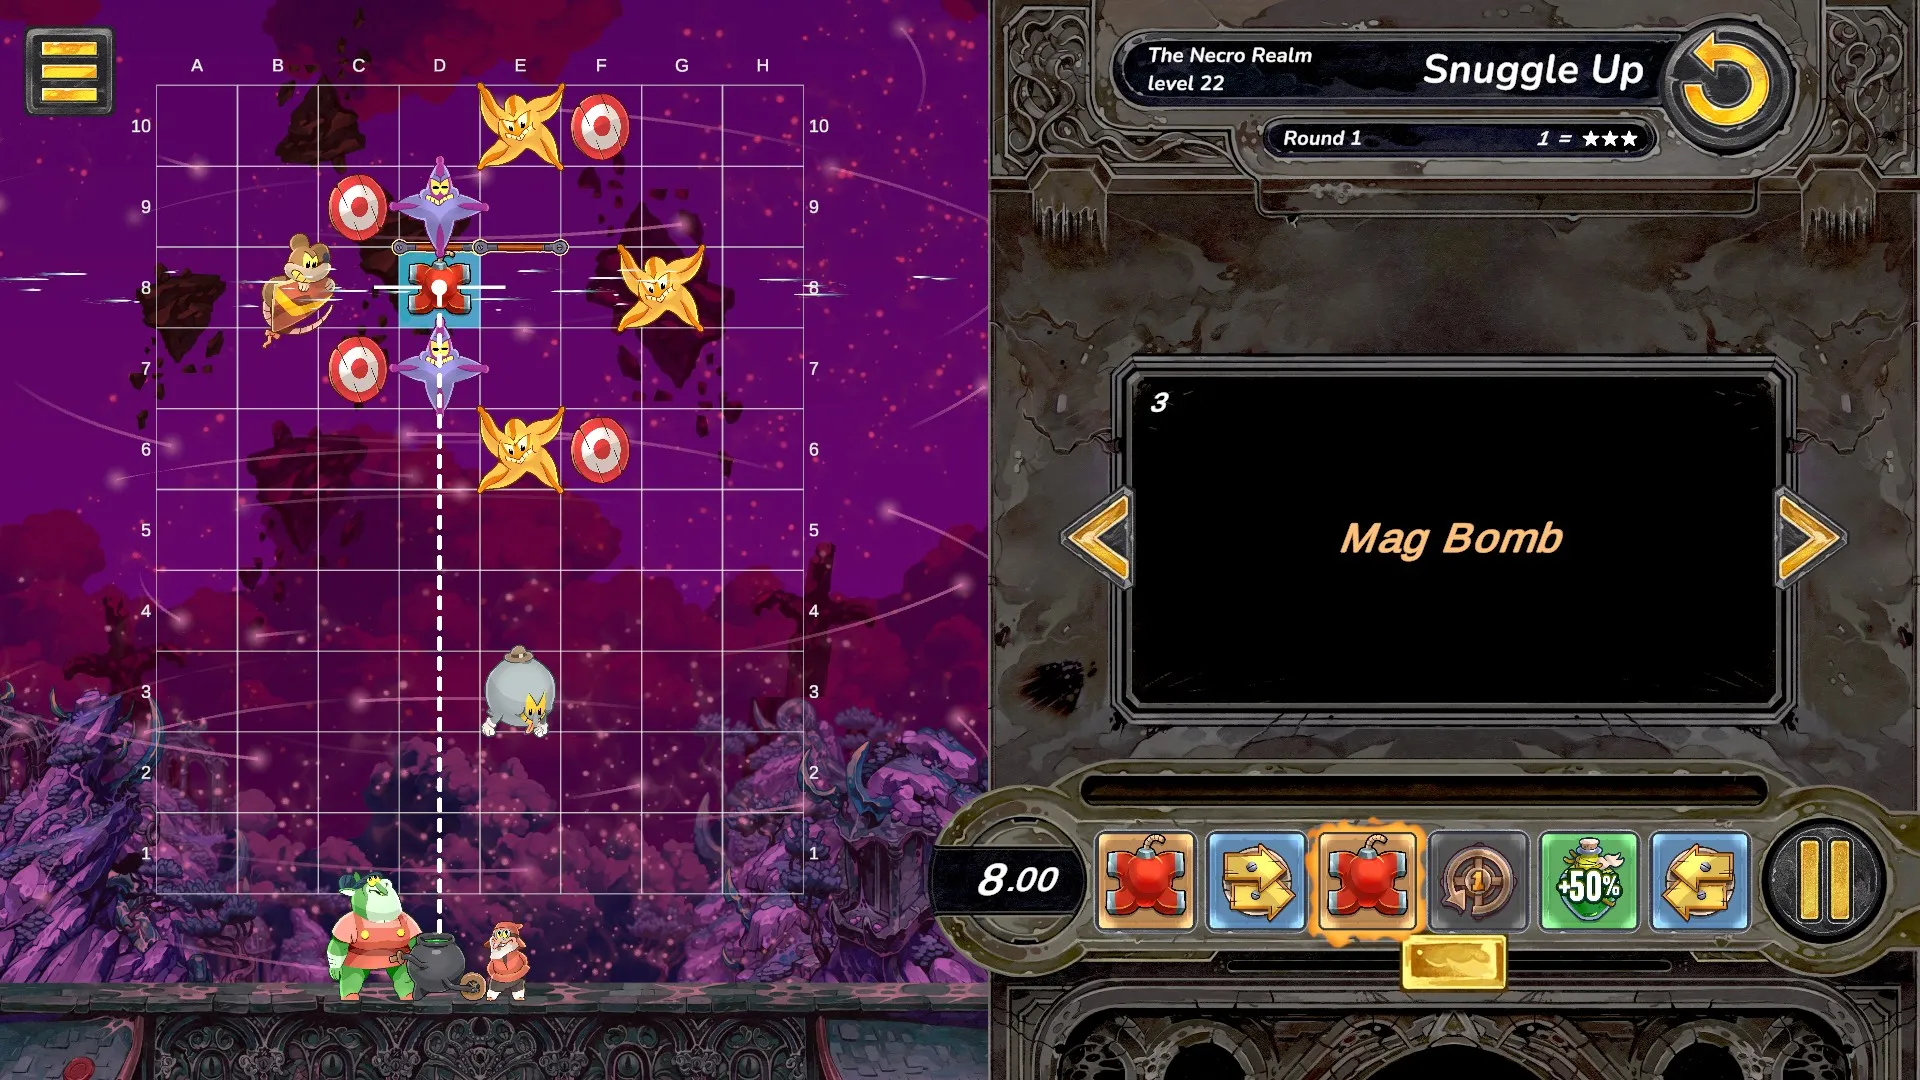 The Necro Realm
level 22
Snuggle Up
Round 1
1 = ★★★
A B C D E F G H
10 10
9 9
8 8
7 7
6 6
5 5
4 4
3 3
2 2
1 1
3
Mag Bomb
8.00
1
+50%